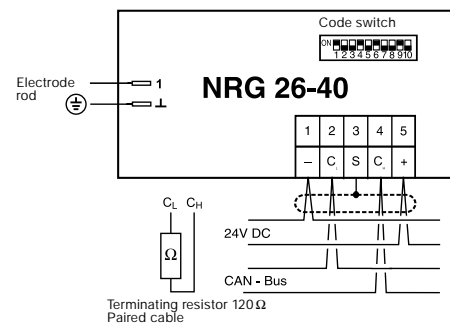 Code switch
ON
1 2 3 4 5 6 7 8 9 10
Electrode
rod
1
NRG 26-40
1 2 3 4 5
– C L S C H +
C L C H
24V DC
Ω
CAN - Bus
Terminating resistor 120 Ω
Paired cable